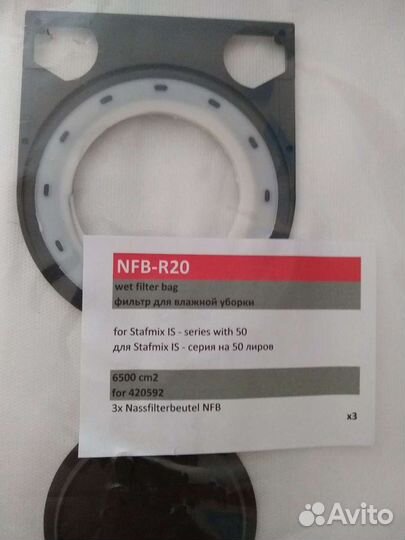 NFB-R20
wet filter bag
фильтр для влажной уборки
for Stafmix IS - series with 50
для Stafmix IS - серия на 50 лиров
6500 cm2
for 420592
3x Nassfilterbeutel NFB
x3
Avito